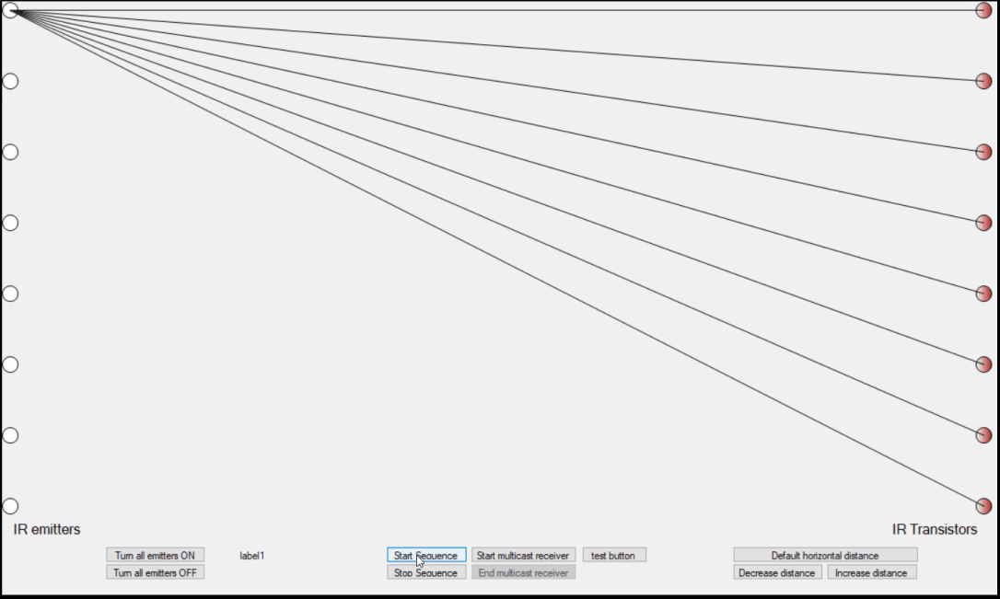 IR emitters
IR Transistors
Turn all emitters ON
label1
Start Sequence
Start multicast receiver
test button
Default horizontal distance
Turn all emitters OFF
Stop Sequence
End multicast receiver
Decrease distance
Increase distance